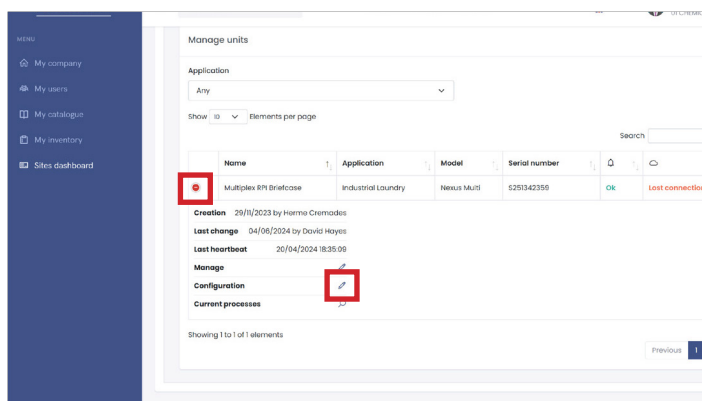 MENU
My company
My users
My catalogue
My inventory
Sites dashboard
Manage units
Application
Any
Show 10 Elements per page
Search
Name Application Model Serial number
Multiplex RPI Briefcase Industrial Laundry Nexus Multi S251342359 Ok Lost connection
Creation 29/11/2023 by Herme Cremades
Last change 04/06/2024 by David Hayes
Last heartbeat 20/04/2024 18:35:09
Manage
Configuration
Current processes
Showing 1 to 1 of 1 elements
Previous 1